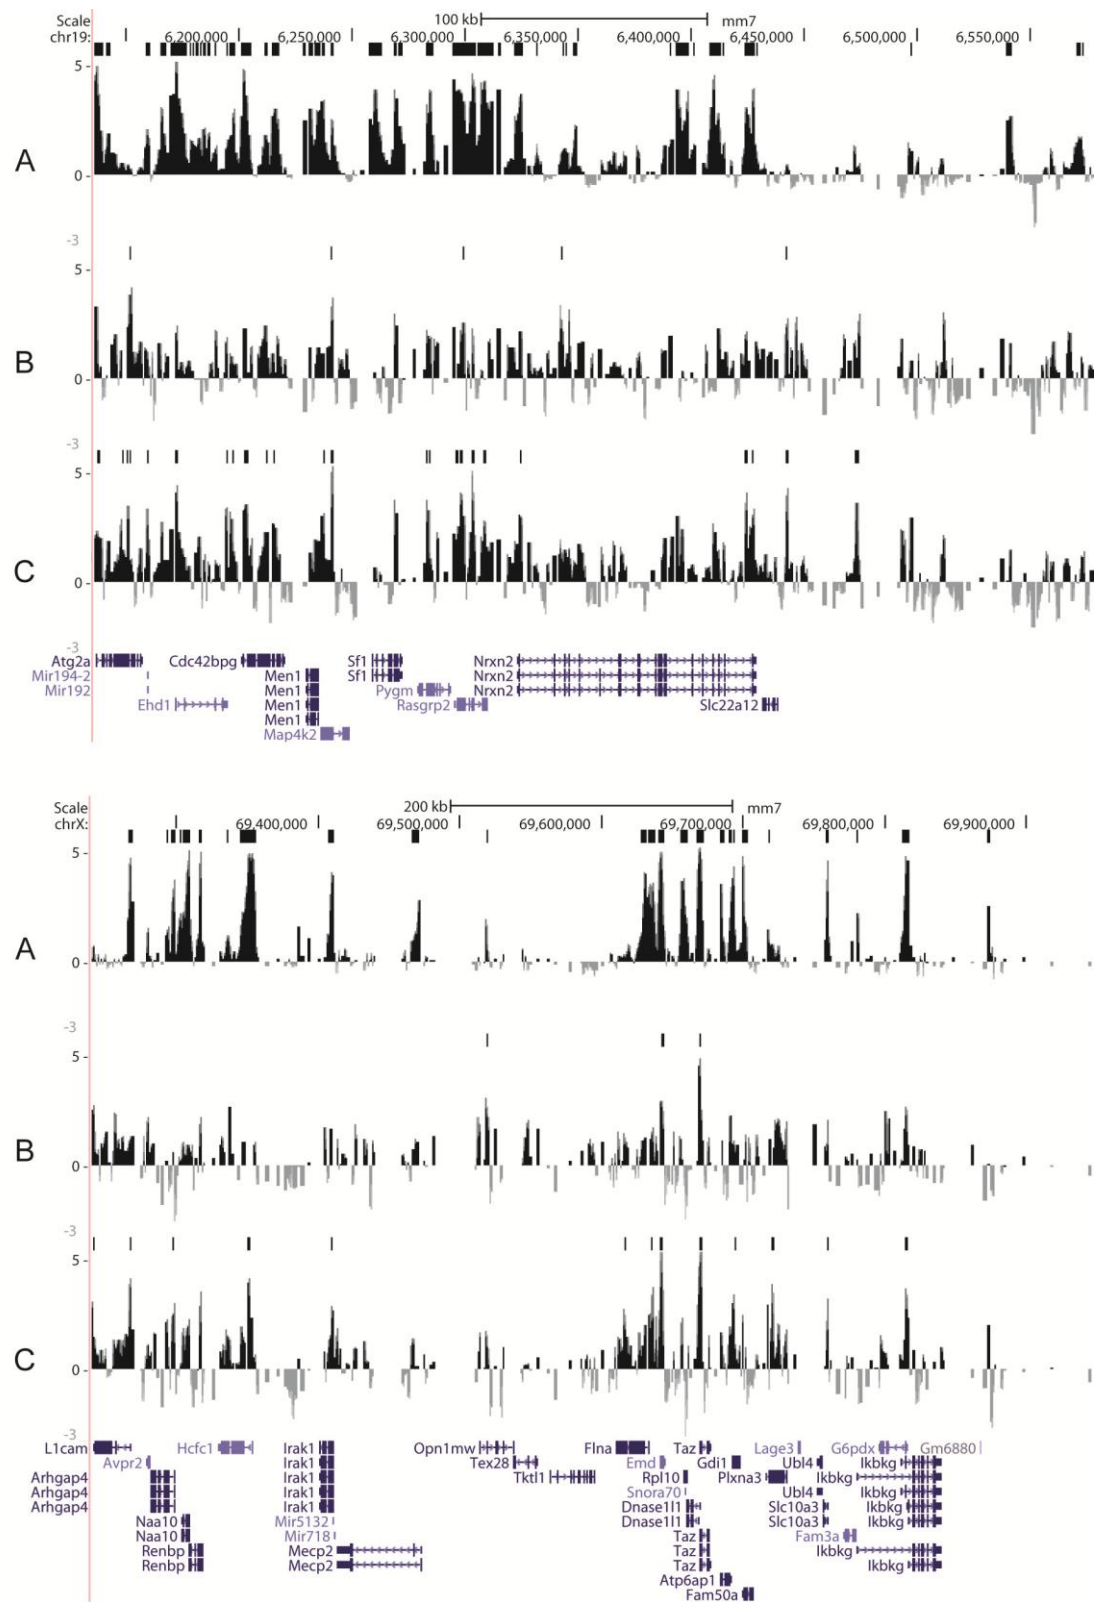 Scale 100 kb mm7
chr19: 6,200,000 6,250,000 6,300,000 6,350,000 6,400,000 6,450,000 6,500,000 6,550,000
5 -
A
0 -
-3
5 -
B
0 -
-3
5 -
C
0 -
-3
Atg2a Cdc42bpg Sf1 Nrxn2
Mir194-2 Men1 Sf1 Nrxn2
Mir192 Men1 Pygm Nrxn2
Ehd1 Men1 Rasgrp2 Slc22a12
Men1
Map4k2
Scale 200 kb mm7
chrX: 69,400,000 69,500,000 69,600,000 69,700,000 69,800,000 69,900,000
5 -
A
0 -
-3
5 -
B
0 -
-3
5 -
C
0 -
-3
L1cam Hcfc1 Irak1 Opn1mw Flna Taz Lage3 G6pdx Gm6880
Avpr2 Irak1 Tex28 Emd Gdi1 Ubl4 Ikbkg
Arhgap4 Irak1 Tktl1 Rpl10 Plxna3 Ikbkg Ikbkg
Arhgap4 Irak1 Snora70 Ubl4 Ikbkg
Arhgap4 Irak1 Dnase1l1 Slc10a3 Ikbkg
Naa10 Mir5132 Dnase1l1 Slc10a3 Ikbkg
Naa10 Mir718 Taz Fam3a
Renbp Mecp2 Taz Ikbkg Ikbkg
Renbp Mecp2 Taz Ikbkg
Atp6ap1
Fam50a